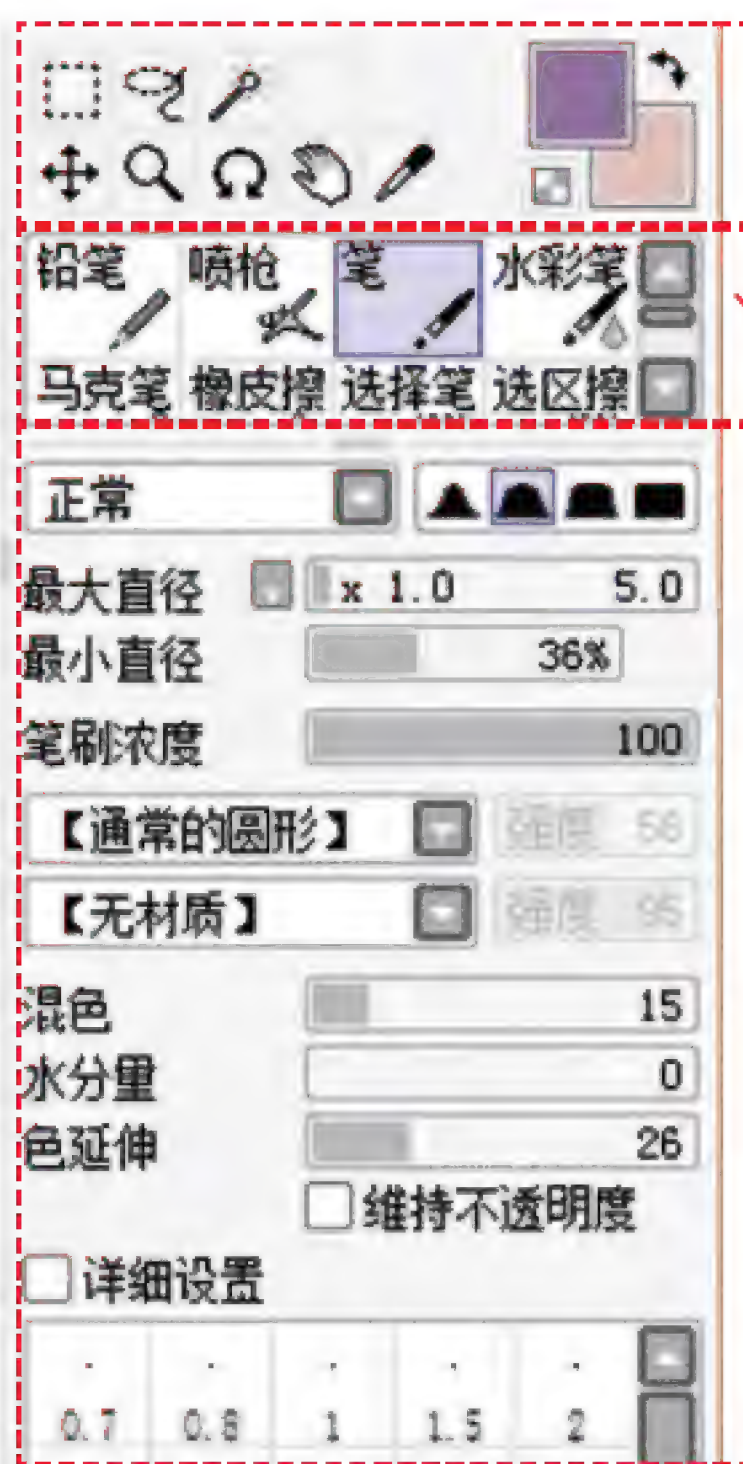 铅笔 喷枪 笔 水彩笔
马克笔 橡皮擦 选择笔 选区擦
正常
最大直径 x 1.0 5.0
最小直径 36%
笔刷浓度 100
【通常的圆形】 强度 56
【无材质】 强度 95
混色 15
水分量 0
色延伸 26
维持不透明度
详细设置
0.7 0.8 1 1.5 2